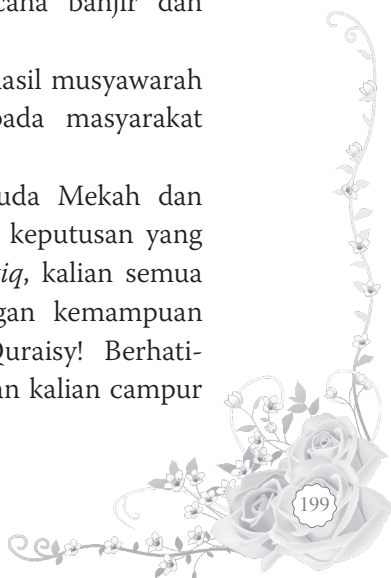 cana banjir dan
asil musyawarah
pada masyarakat
uda Mekah dan
keputusan yang
iq, kalian semua
gan kemampuan
Quraisy! Berhati-
an kalian campur
199